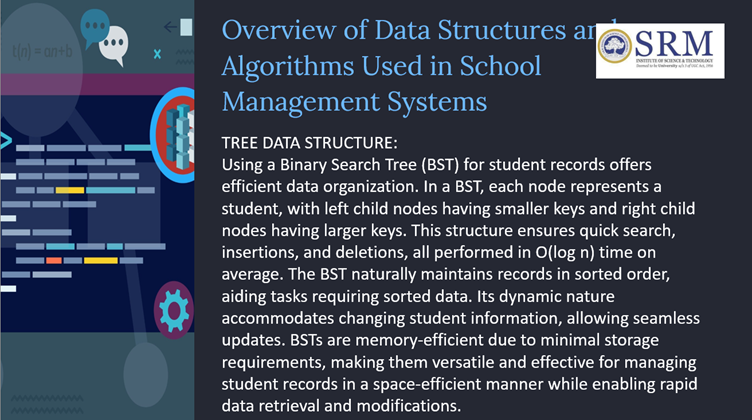 t(n) = an+b
Overview of Data Structures and
Algorithms Used in School
Management Systems
SRM
INSTITUTE OF SCIENCE & TECHNOLOGY
Deemed to be University u/s 3 of UGC Act, 1956
TREE DATA STRUCTURE:
Using a Binary Search Tree (BST) for student records offers
efficient data organization. In a BST, each node represents a
student, with left child nodes having smaller keys and right child
nodes having larger keys. This structure ensures quick search,
insertions, and deletions, all performed in O(log n) time on
average. The BST naturally maintains records in sorted order,
aiding tasks requiring sorted data. Its dynamic nature
accommodates changing student information, allowing seamless
updates. BSTs are memory-efficient due to minimal storage
requirements, making them versatile and effective for managing
student records in a space-efficient manner while enabling rapid
data retrieval and modifications.